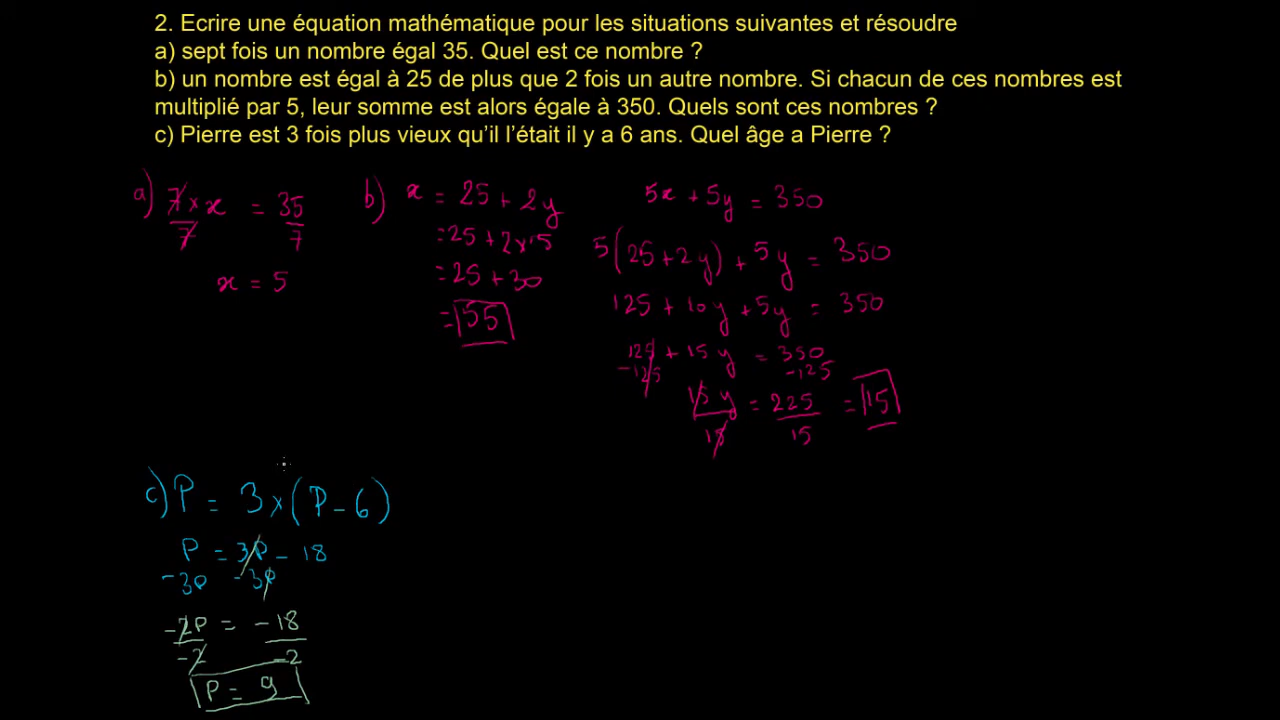 2. Ecrire une équation mathématique pour les situations suivantes et résoudre
a) sept fois un nombre égal 35. Quel est ce nombre ?
b) un nombre est égal à 25 de plus que 2 fois un autre nombre. Si chacun de ces nombres est
multiplié par 5, leur somme est alors égale à 350. Quels sont ces nombres ?
c) Pierre est 3 fois plus vieux qu'il l'était il y a 6 ans. Quel âge a Pierre ?
a) 7 × x = 35
7 7
x = 5
b) x = 25 + 2y
= 25 + 2×15
= 25 + 30
= 55
5x + 5y = 350
5(25 + 2y) + 5y = 350
125 + 10y + 5y = 350
125 + 15y = 350
-125 -125
15y = 225 = 15
15 15
c) P = 3 × (P - 6)
P = 3P - 18
-3P -3P
-2P = -18
-2 -2
P = 9